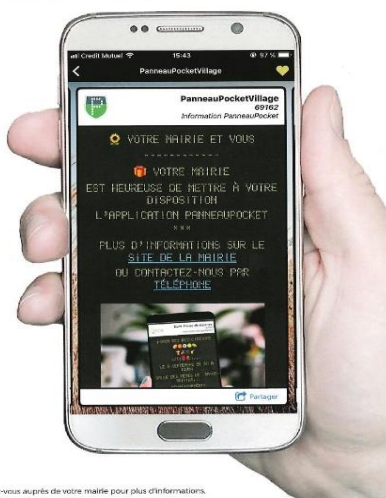 Credit Mutuel 15:43 97 %
PanneauPocketVillage
PanneauPocketVillage
69162
Information PanneauPocket
VOTRE MAIRIE ET VOUS
------------
VOTRE MAIRIE
EST HEUREUSE DE METTRE À VOTRE
DISPOSITION
L'APPLICATION PANNEAUPOCKET
***
PLUS D'INFORMATIONS SUR LE
SITE DE LA MAIRIE
OU CONTACTEZ-NOUS PAR
TÉLÉPHONE
Partager
-vous auprès de votre mairie pour plus d'informations.